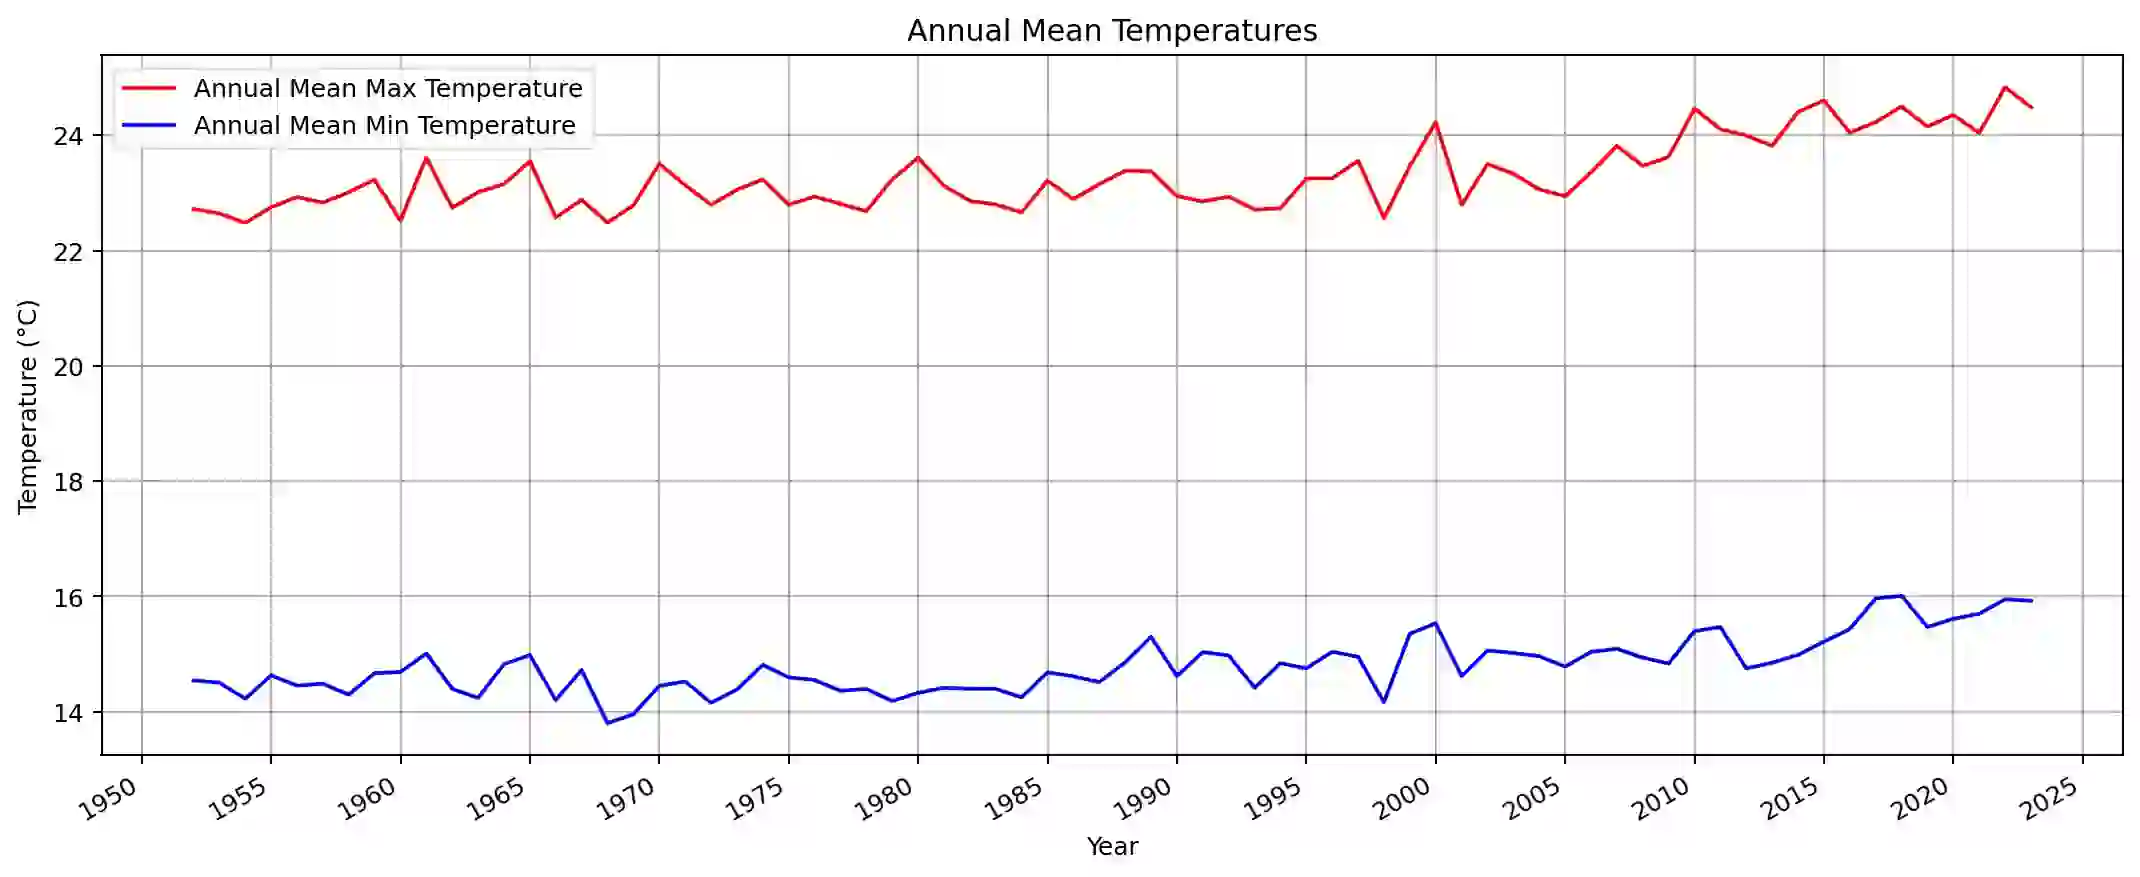 Annual Mean Temperatures
Annual Mean Max Temperature
Annual Mean Min Temperature
24
22
20
18
16
14
Temperature (°C)
1950 1955 1960 1965 1970 1975 1980 1985 1990 1995 2000 2005 2010 2015 2020 2025
Year